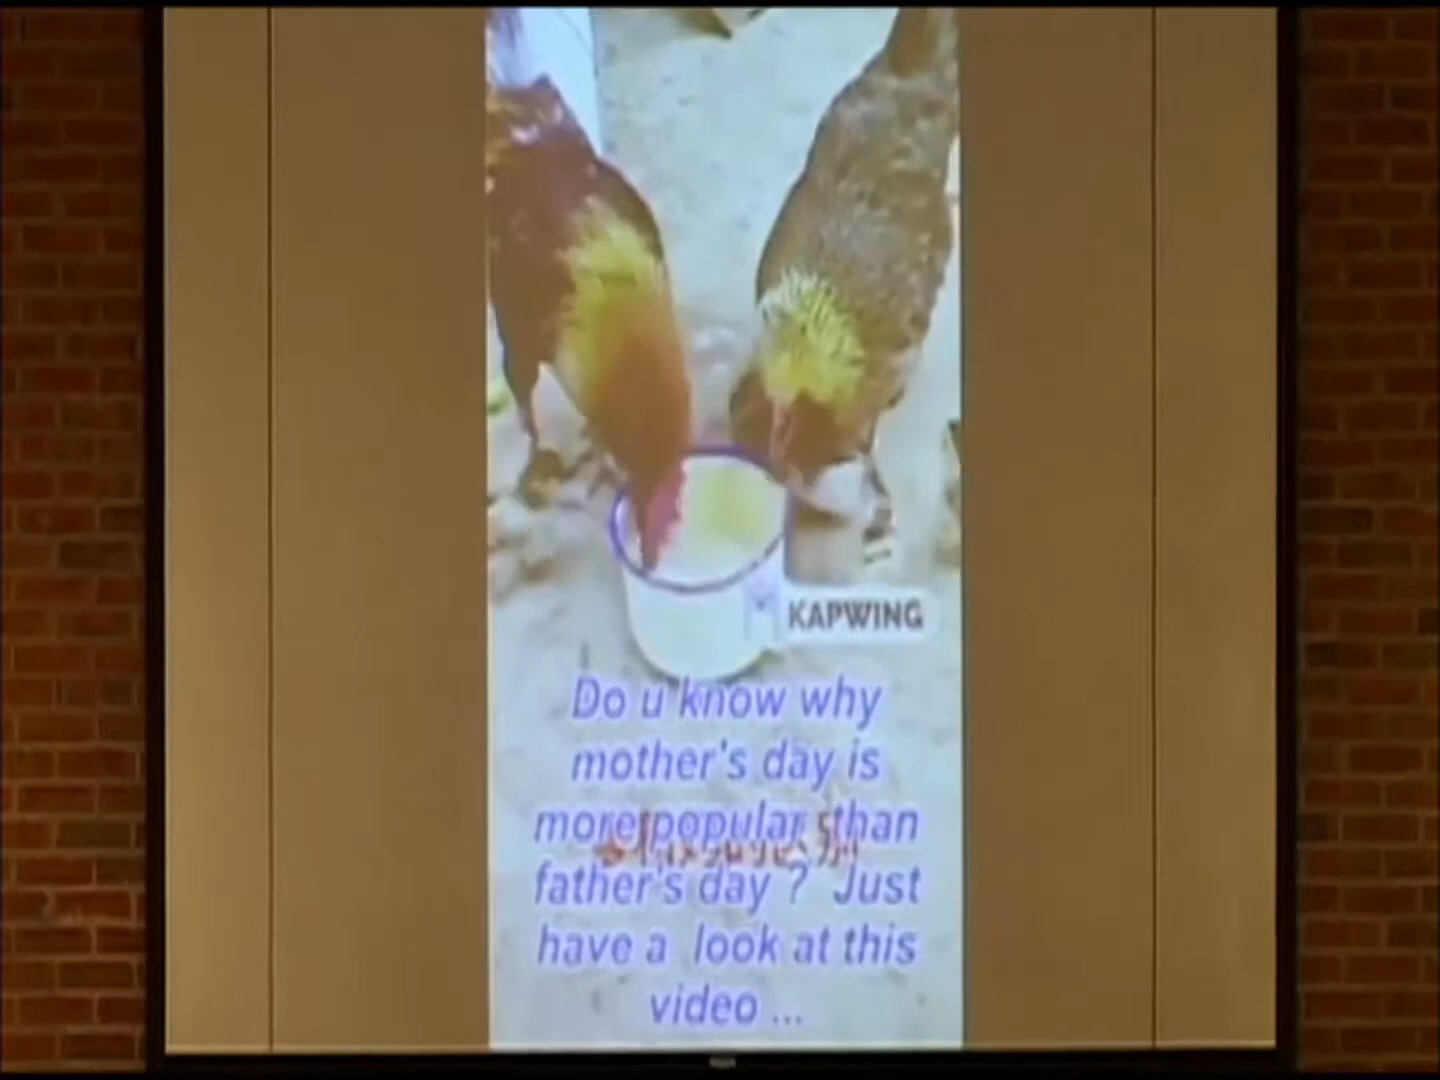 KAPWING
Do u know why
mother's day is
more popular than
father's day ? Just
have a look at this
video ...